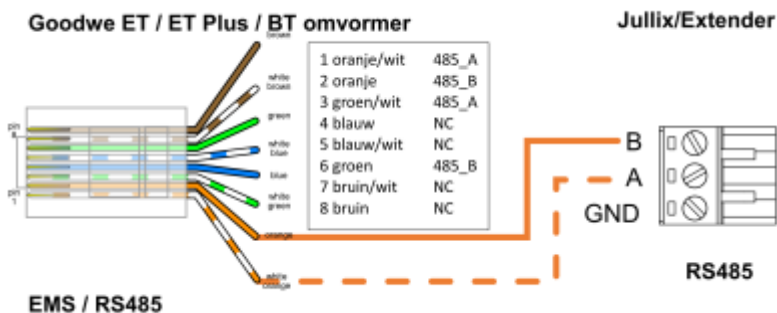 Goodwe ET / ET Plus / BT omvormer
Jullix/Extender
brown
white
brown
green
white
blue
blue
white
green
orange
white
orange
pin
8
pin
1
1 oranje/wit 485_A
2 oranje 485_B
3 groen/wit 485_A
4 blauw NC
5 blauw/wit NC
6 groen 485_B
7 bruin/wit NC
8 bruin NC
B
A
GND
RS485
EMS / RS485